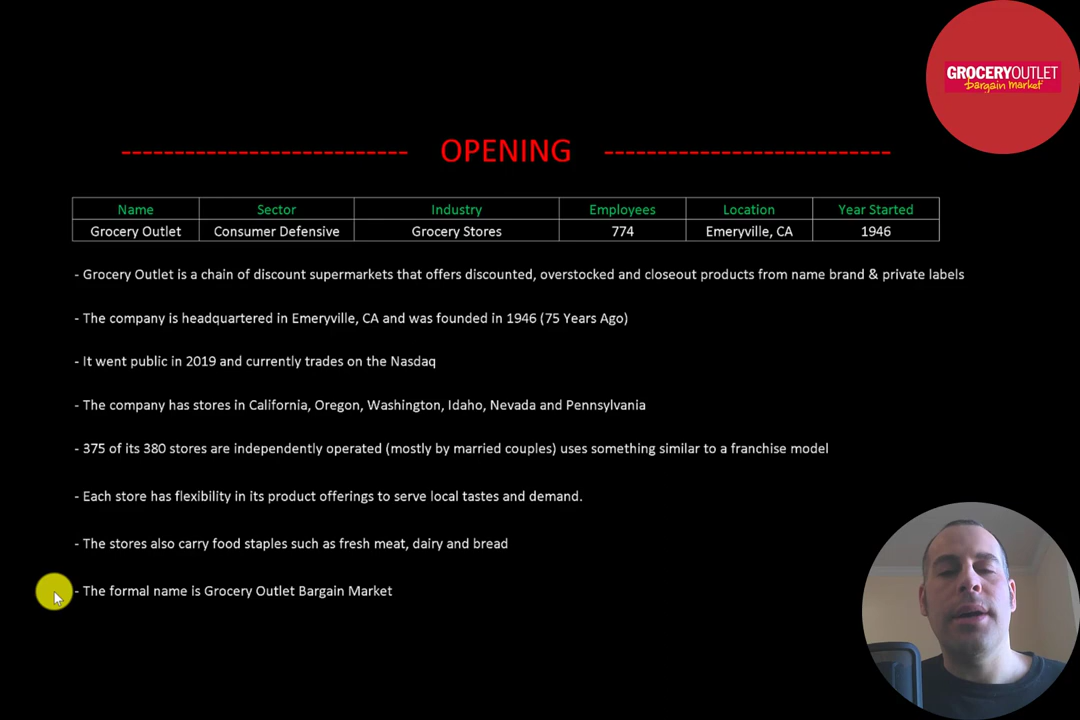 GROCERYOUTLET
bargain market
-------------------------- OPENING --------------------------
Name Sector Industry Employees Location Year Started
Grocery Outlet Consumer Defensive Grocery Stores 774 Emeryville, CA 1946
- Grocery Outlet is a chain of discount supermarkets that offers discounted, overstocked and closeout products from name brand & private labels
- The company is headquartered in Emeryville, CA and was founded in 1946 (75 Years Ago)
- It went public in 2019 and currently trades on the Nasdaq
- The company has stores in California, Oregon, Washington, Idaho, Nevada and Pennsylvania
- 375 of its 380 stores are independently operated (mostly by married couples) uses something similar to a franchise model
- Each store has flexibility in its product offerings to serve local tastes and demand.
- The stores also carry food staples such as fresh meat, dairy and bread
- The formal name is Grocery Outlet Bargain Market